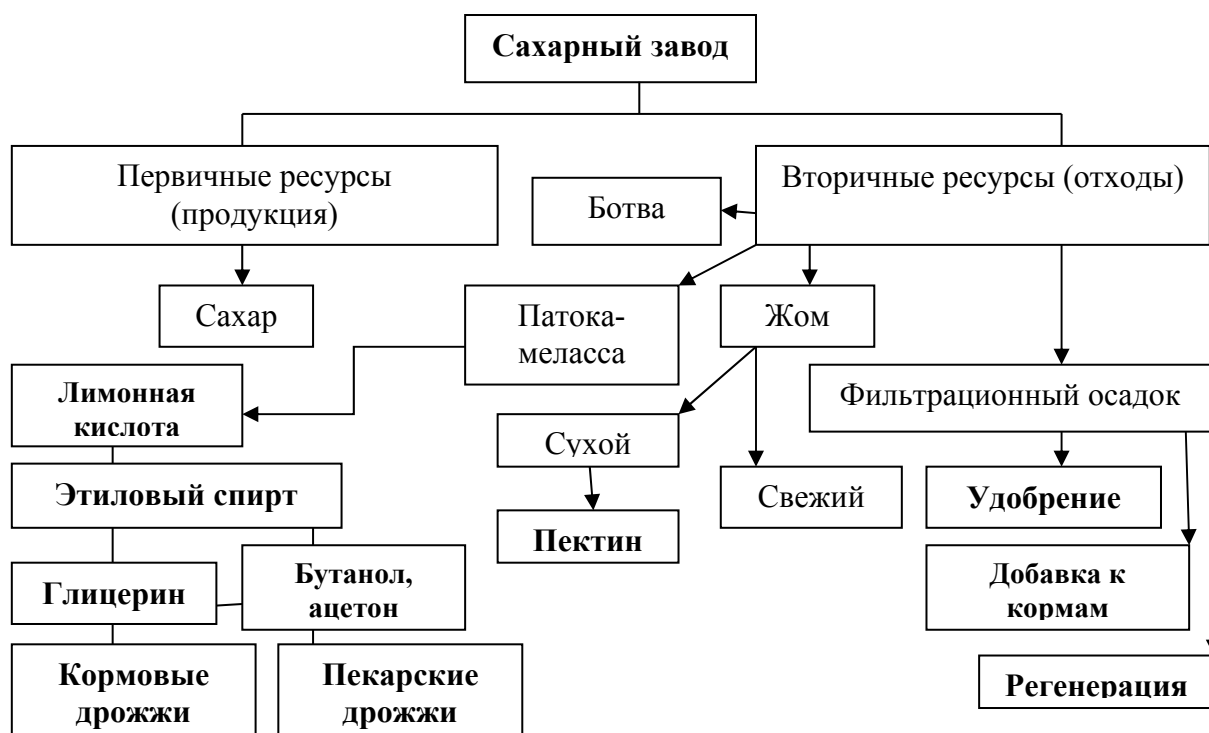 Сахарный завод
Первичные ресурсы
(продукция)
Вторичные ресурсы (отходы)
Ботва
Сахар
Патока-
меласса
Жом
Лимонная
кислота
Фильтрационный осадок
Сухой
Этиловый спирт
Свежий
Удобрение
Пектин
Глицерин
Бутанол,
ацетон
Добавка к
кормам
Кормовые
дрожжи
Пекарские
дрожжи
Регенерация